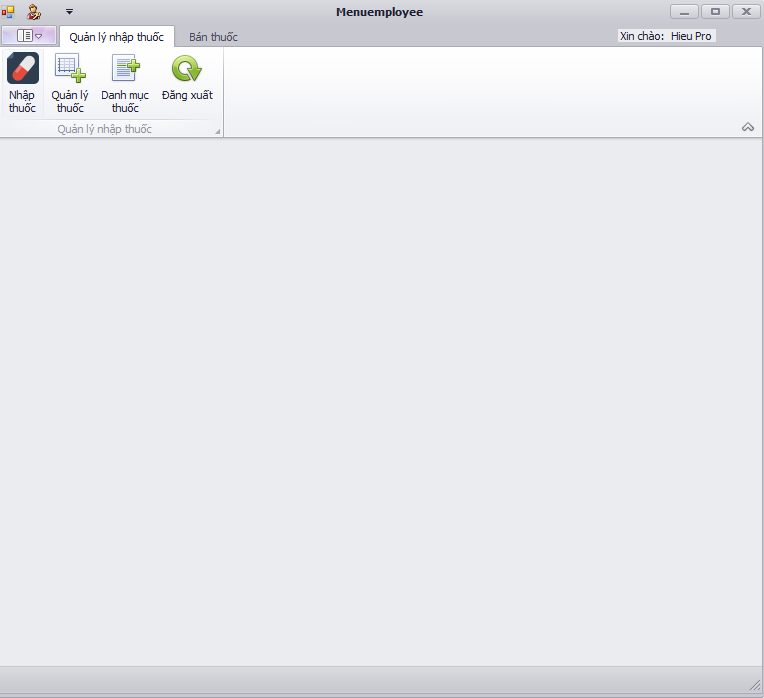 Menuemployee
Quản lý nhập thuốc
Bán thuốc
Xin chào: Hieu Pro
Nhập
thuốc
Quản lý
thuốc
Danh mục
thuốc
Đăng xuất
Quản lý nhập thuốc